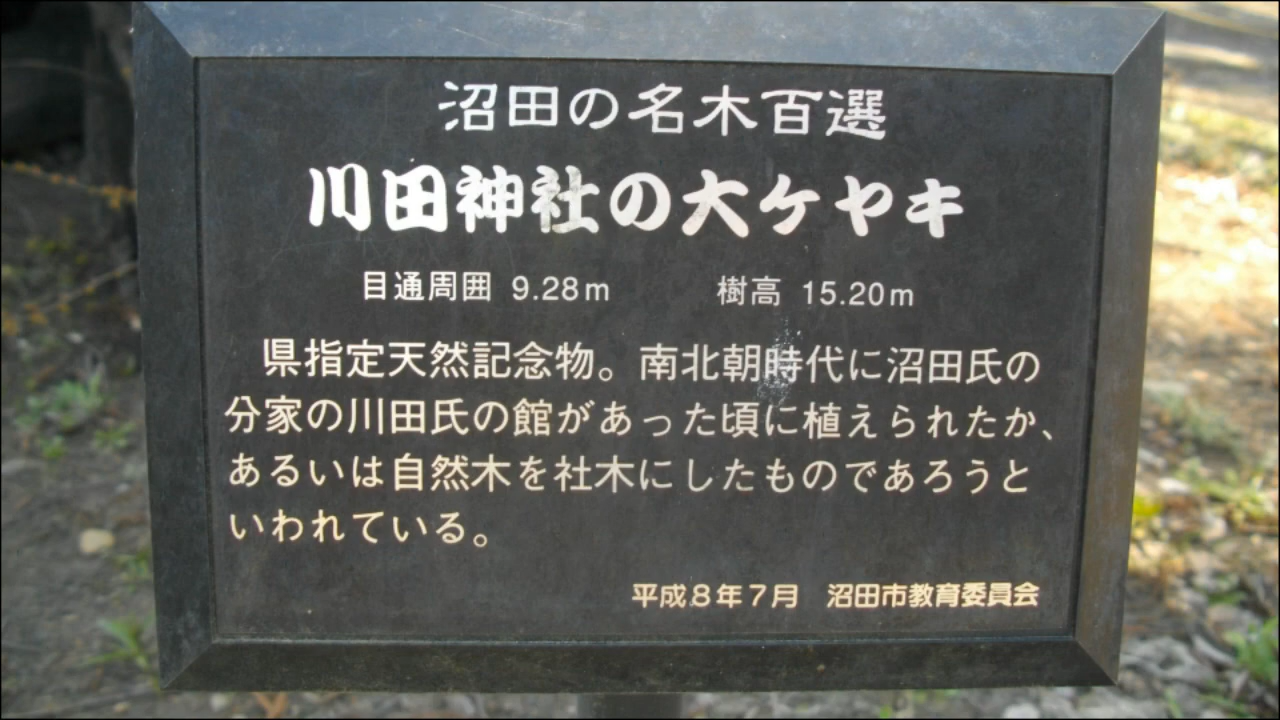 沼田の名木百選
川田神社の大ケヤキ
目通周囲 9.28m 樹高 15.20m
県指定天然記念物。南北朝時代に沼田氏の
分家の川田氏の館があった頃に植えられたか、
あるいは自然木を社木にしたものであろうと
いわれている。
平成8年7月 沼田市教育委員会